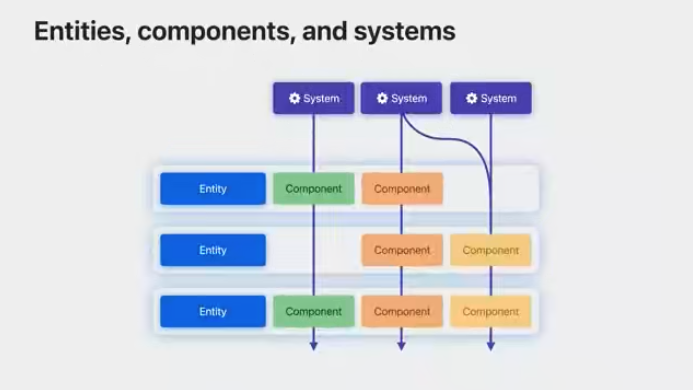 Entities, components, and systems
System System System
Entity Component Component
Entity Component Component
Entity Component Component Component